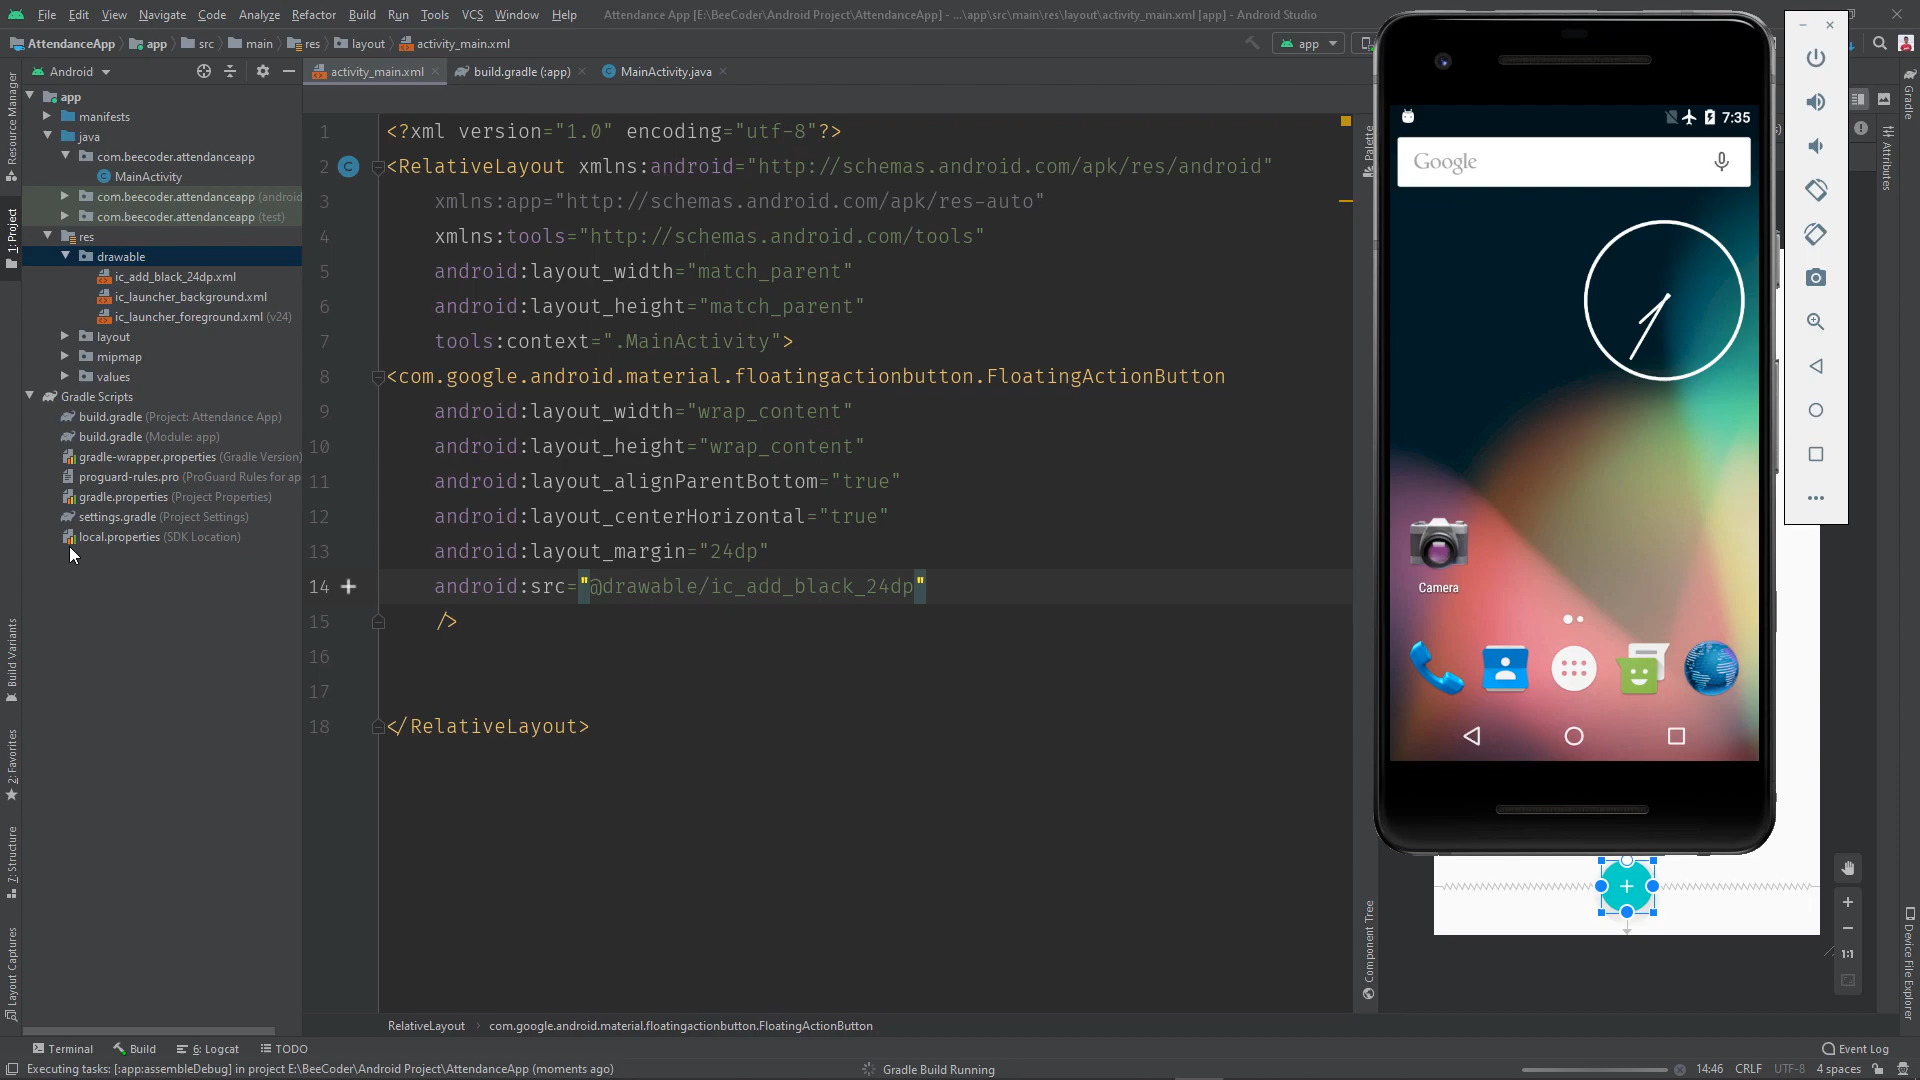 File Edit View Navigate Code Analyze Refactor Build Run Tools VCS Window Help Attendance App [E:\BeeCoder\Android Project\AttendanceApp] - ...\app\src\main\res\layout\activity_main.xml [app] - Android Studio
AttendanceApp app src main res layout activity_main.xml
app
Android
activity_main.xml build.gradle (:app) MainActivity.java
app
manifests
java
com.beecoder.attendanceapp
MainActivity
com.beecoder.attendanceapp (android
com.beecoder.attendanceapp (test)
res
drawable
ic_add_black_24dp.xml
ic_launcher_background.xml
ic_launcher_foreground.xml (v24)
layout
mipmap
values
Gradle Scripts
build.gradle (Project: Attendance App)
build.gradle (Module: app)
gradle-wrapper.properties (Gradle Version)
proguard-rules.pro (ProGuard Rules for ap
gradle.properties (Project Properties)
settings.gradle (Project Settings)
local.properties (SDK Location)
Resource Manager
1: Project
Build Variants
2: Favorites
7: Structure
Layout Captures
1 <?xml version="1.0" encoding="utf-8"?>
2 <RelativeLayout xmlns:android="http://schemas.android.com/apk/res/android"
3 xmlns:app="http://schemas.android.com/apk/res-auto"
4 xmlns:tools="http://schemas.android.com/tools"
5 android:layout_width="match_parent"
6 android:layout_height="match_parent"
7 tools:context=".MainActivity">
8 <com.google.android.material.floatingactionbutton.FloatingActionButton
9 android:layout_width="wrap_content"
10 android:layout_height="wrap_content"
11 android:layout_alignParentBottom="true"
12 android:layout_centerHorizontal="true"
13 android:layout_margin="24dp"
14 android:src="@drawable/ic_add_black_24dp"
15 />
16
17
18 </RelativeLayout>
Palette
Component Tree
7:35
Google
Camera
Gradle
Attributes
Device File Explorer
1:1
RelativeLayout com.google.android.material.floatingactionbutton.FloatingActionButton
Terminal Build 6: Logcat TODO Event Log
Executing tasks: [:app:assembleDebug] in project E:\BeeCoder\Android Project\AttendanceApp (moments ago) Gradle Build Running 14:46 CRLF UTF-8 4 spaces